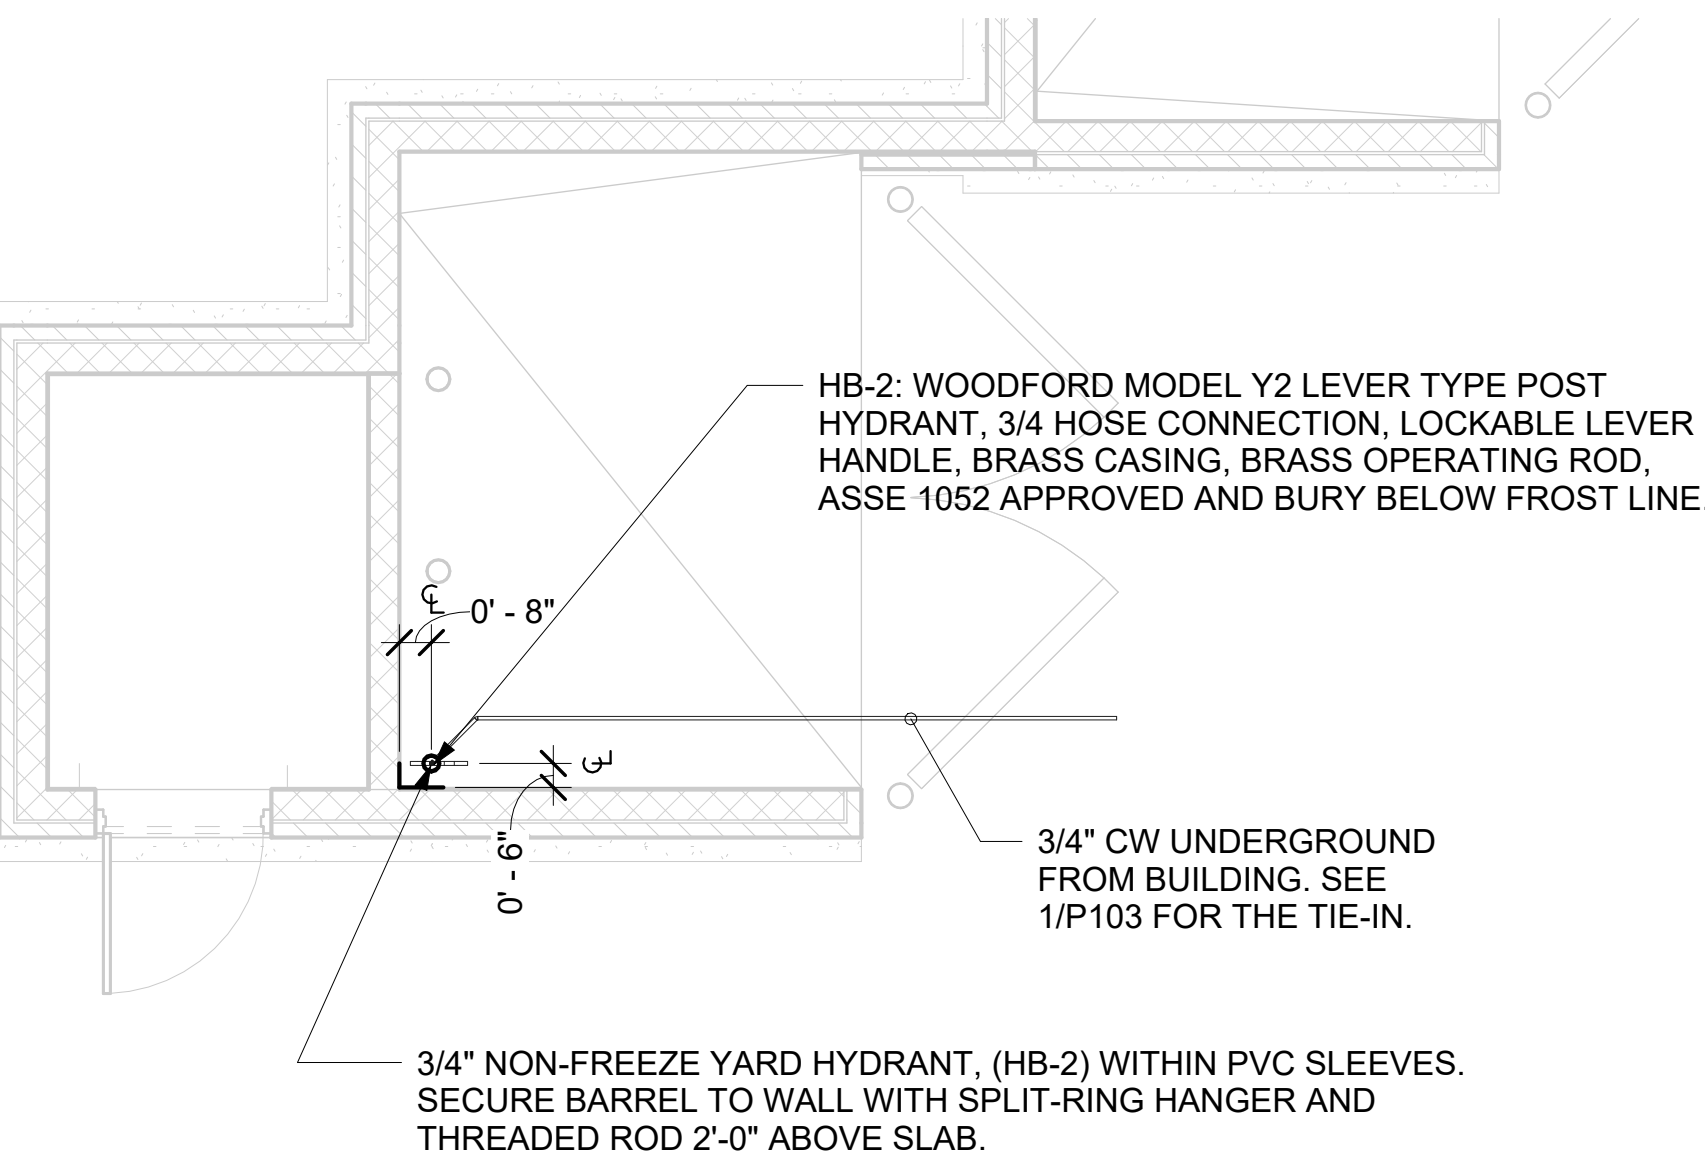 HB-2: WOODFORD MODEL Y2 LEVER TYPE POST
HYDRANT, 3/4 HOSE CONNECTION, LOCKABLE LEVER
HANDLE, BRASS CASING, BRASS OPERATING ROD,
ASSE 1052 APPROVED AND BURY BELOW FROST LINE.
℄
0' - 8"
℄
0' - 6"
3/4" CW UNDERGROUND
FROM BUILDING. SEE
1/P103 FOR THE TIE-IN.
3/4" NON-FREEZE YARD HYDRANT, (HB-2) WITHIN PVC SLEEVES.
SECURE BARREL TO WALL WITH SPLIT-RING HANGER AND
THREADED ROD 2'-0" ABOVE SLAB.